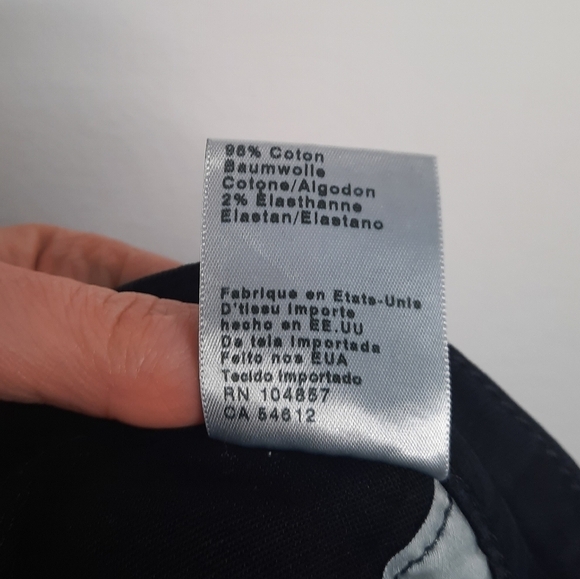 98% Coton
Baumwolle
Cotone/Algodon
2% Elasthanne
Elastan/Elastano
Fabrique en Etats-Unis
D'tissu Importe
hecho en EE.UU
De tela Importada
Feito nos EUA
Tecido Importado
RN 104857
CA 54612